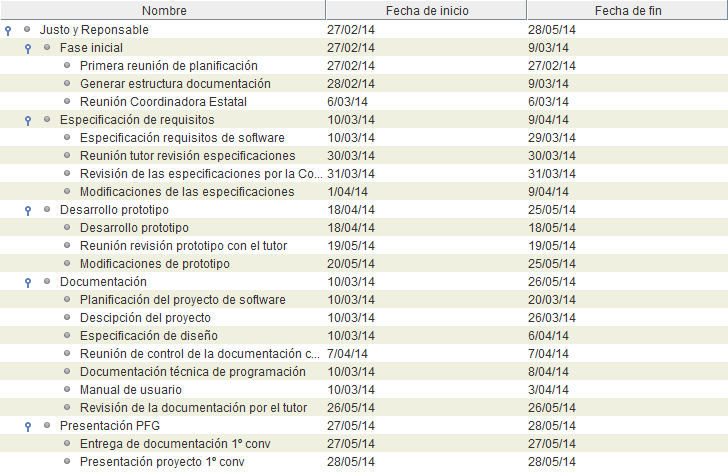 Nombre Fecha de inicio Fecha de fin
Justo y Reponsable 27/02/14 28/05/14
Fase inicial 27/02/14 9/03/14
Primera reunión de planificación 27/02/14 27/02/14
Generar estructura documentación 28/02/14 9/03/14
Reunión Coordinadora Estatal 6/03/14 6/03/14
Especificación de requisitos 10/03/14 9/04/14
Especificación requisitos de software 10/03/14 29/03/14
Reunión tutor revisión especificaciones 30/03/14 30/03/14
Revisión de las especificaciones por la Co... 31/03/14 31/03/14
Modificaciones de las especificaciones 1/04/14 9/04/14
Desarrollo prototipo 18/04/14 25/05/14
Desarrollo prototipo 18/04/14 18/05/14
Reunión revisión prototipo con el tutor 19/05/14 19/05/14
Modificaciones de prototipo 20/05/14 25/05/14
Documentación 10/03/14 26/05/14
Planificación del proyecto de software 10/03/14 20/03/14
Descipción del proyecto 10/03/14 26/03/14
Especificación de diseño 10/03/14 6/04/14
Reunión de control de la documentación c... 7/04/14 7/04/14
Documentación técnica de programación 10/03/14 8/04/14
Manual de usuario 10/03/14 3/04/14
Revisión de la documentación por el tutor 26/05/14 26/05/14
Presentación PFG 27/05/14 28/05/14
Entrega de documentación 1º conv 27/05/14 27/05/14
Presentación proyecto 1º conv 28/05/14 28/05/14